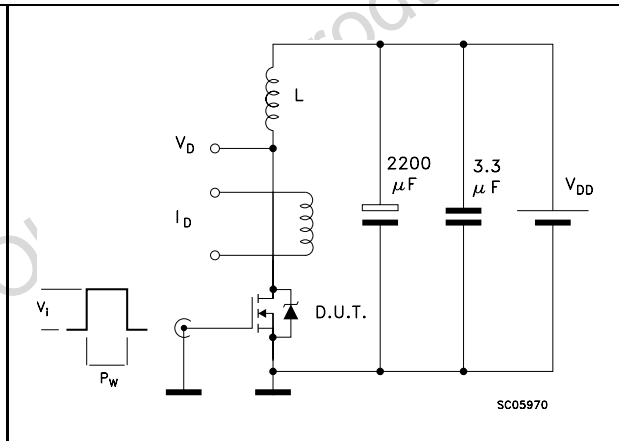 L
V_D
2200
μF
3.3
μF
V_DD
I_D
D.U.T.
V_i
P_W
SC05970